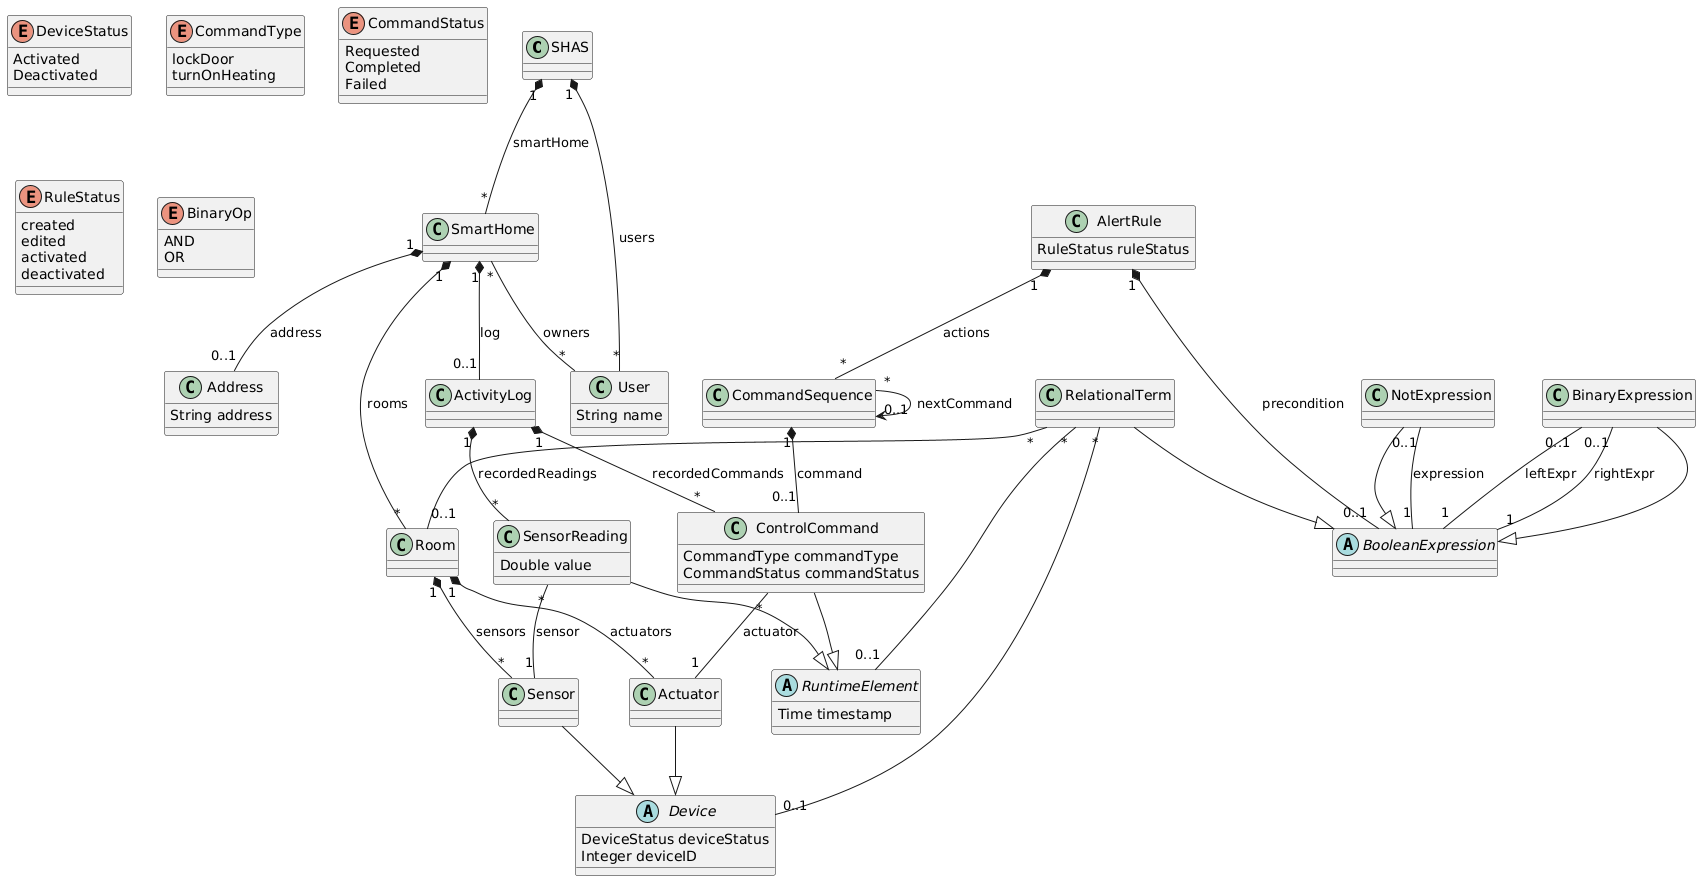 E DeviceStatus
Activated
Deactivated
E CommandType
lockDoor
turnOnHeating
E CommandStatus
Requested
Completed
Failed
C SHAS
1
1
smartHome
*
E RuleStatus
created
edited
activated
deactivated
E BinaryOp
AND
OR
C SmartHome
users
C AlertRule
RuleStatus ruleStatus
1
1
1
*
1
1
address
log
owners
actions
0..1
0..1
*
*
*
C Address
String address
C ActivityLog
C User
String name
C CommandSequence
*
0..1
nextCommand
C RelationalTerm
precondition
C NotExpression
C BinaryExpression
rooms
1
1
1
*
*
*
0..1
0..1
0..1
recordedReadings
recordedCommands
command
expression
leftExpr
rightExpr
*
0..1
*
*
0..1
0..1
1
1
1
C Room
C SensorReading
Double value
C ControlCommand
CommandType commandType
CommandStatus commandStatus
A BooleanExpression
1
1
*
*
sensors
sensor
actuators
actuator
*
1
*
1
0..1
C Sensor
C Actuator
A RuntimeElement
Time timestamp
A Device
DeviceStatus deviceStatus
Integer deviceID
0..1